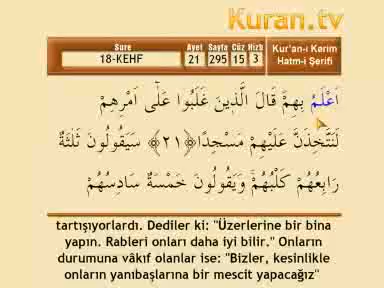 Kuran.tv
Sure Ayet Sayfa Cüz Hizb Kur'an-ı Kerim
18-KEHF 21 295 15 3 Hatm-i Şerifi
اَعْلَمُ بِهِمْ قَالَ الَّذٖينَ غَلَبُوا عَلٰٓى اَمْرِهِمْ
لَنَتَّخِذَنَّ عَلَيْهِمْ مَسْجِدًا ﴿٢١﴾ سَيَقُولُونَ ثَلٰثَةٌ
رَابِعُهُمْ كَلْبُهُمْ وَيَقُولُونَ خَمْسَةٌ سَادِسُهُمْ
tartışıyorlardı. Dediler ki: "Üzerlerine bir bina
yapın. Rableri onları daha iyi bilir." Onların
durumuna vâkıf olanlar ise: "Bizler, kesinlikle
onların yanıbaşlarına bir mescit yapacağız"